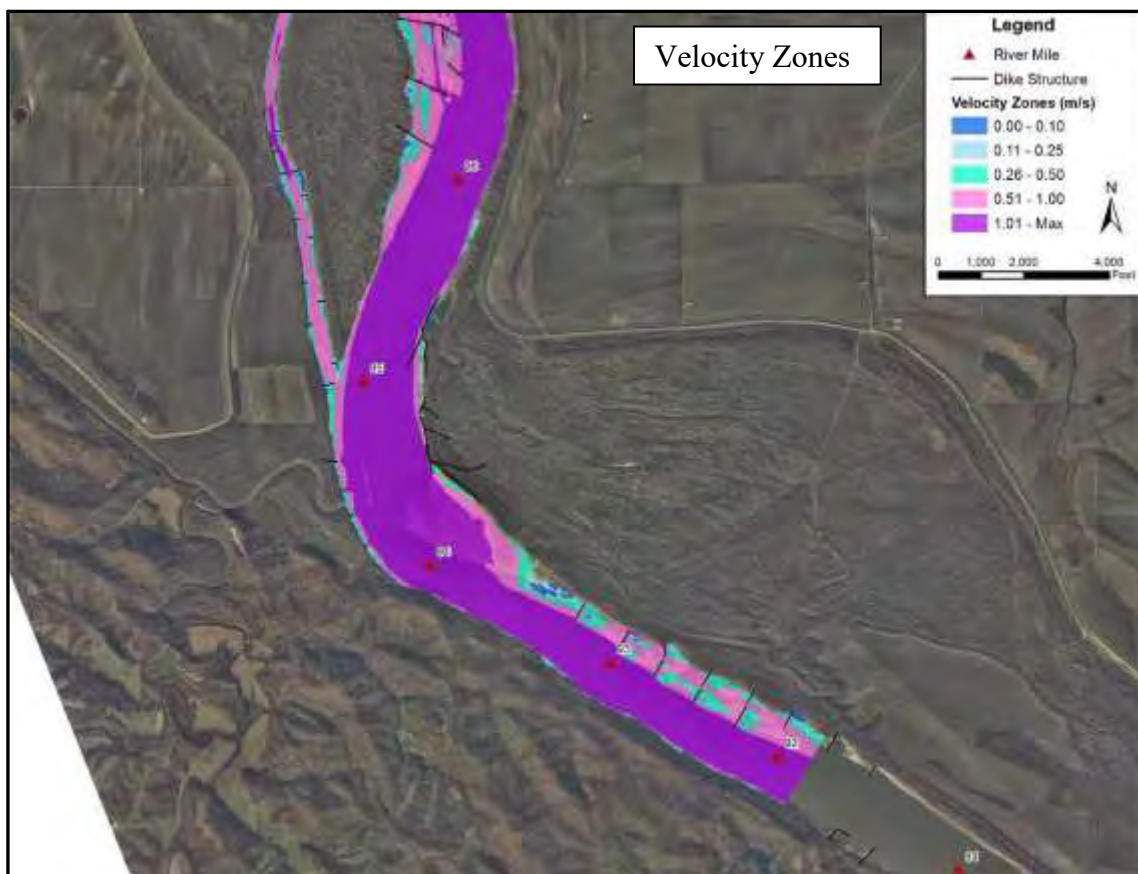 Velocity Zones
Legend
River Mile
Dike Structure
Velocity Zones (m/s)
0.00 - 0.10
0.11 - 0.25
0.26 - 0.50
0.51 - 1.00
1.01 - Max
N
0 1,000 2,000 4,000
Feet